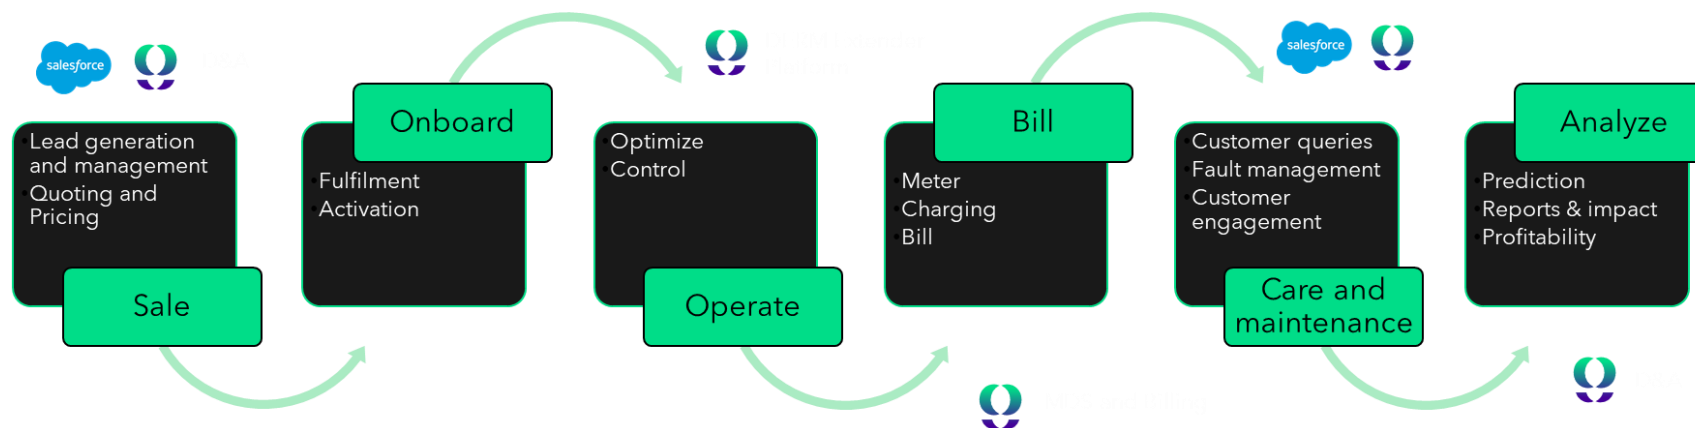 salesforce
• Lead generation
and management
• Quoting and
Pricing
Sale
Onboard
• Fulfilment
• Activation
• Optimize
• Control
Operate
Bill
• Meter
• Charging
• Bill
salesforce
• Customer queries
• Fault management
• Customer
engagement
Care and
maintenance
Analyze
• Prediction
• Reports & impact
• Profitability